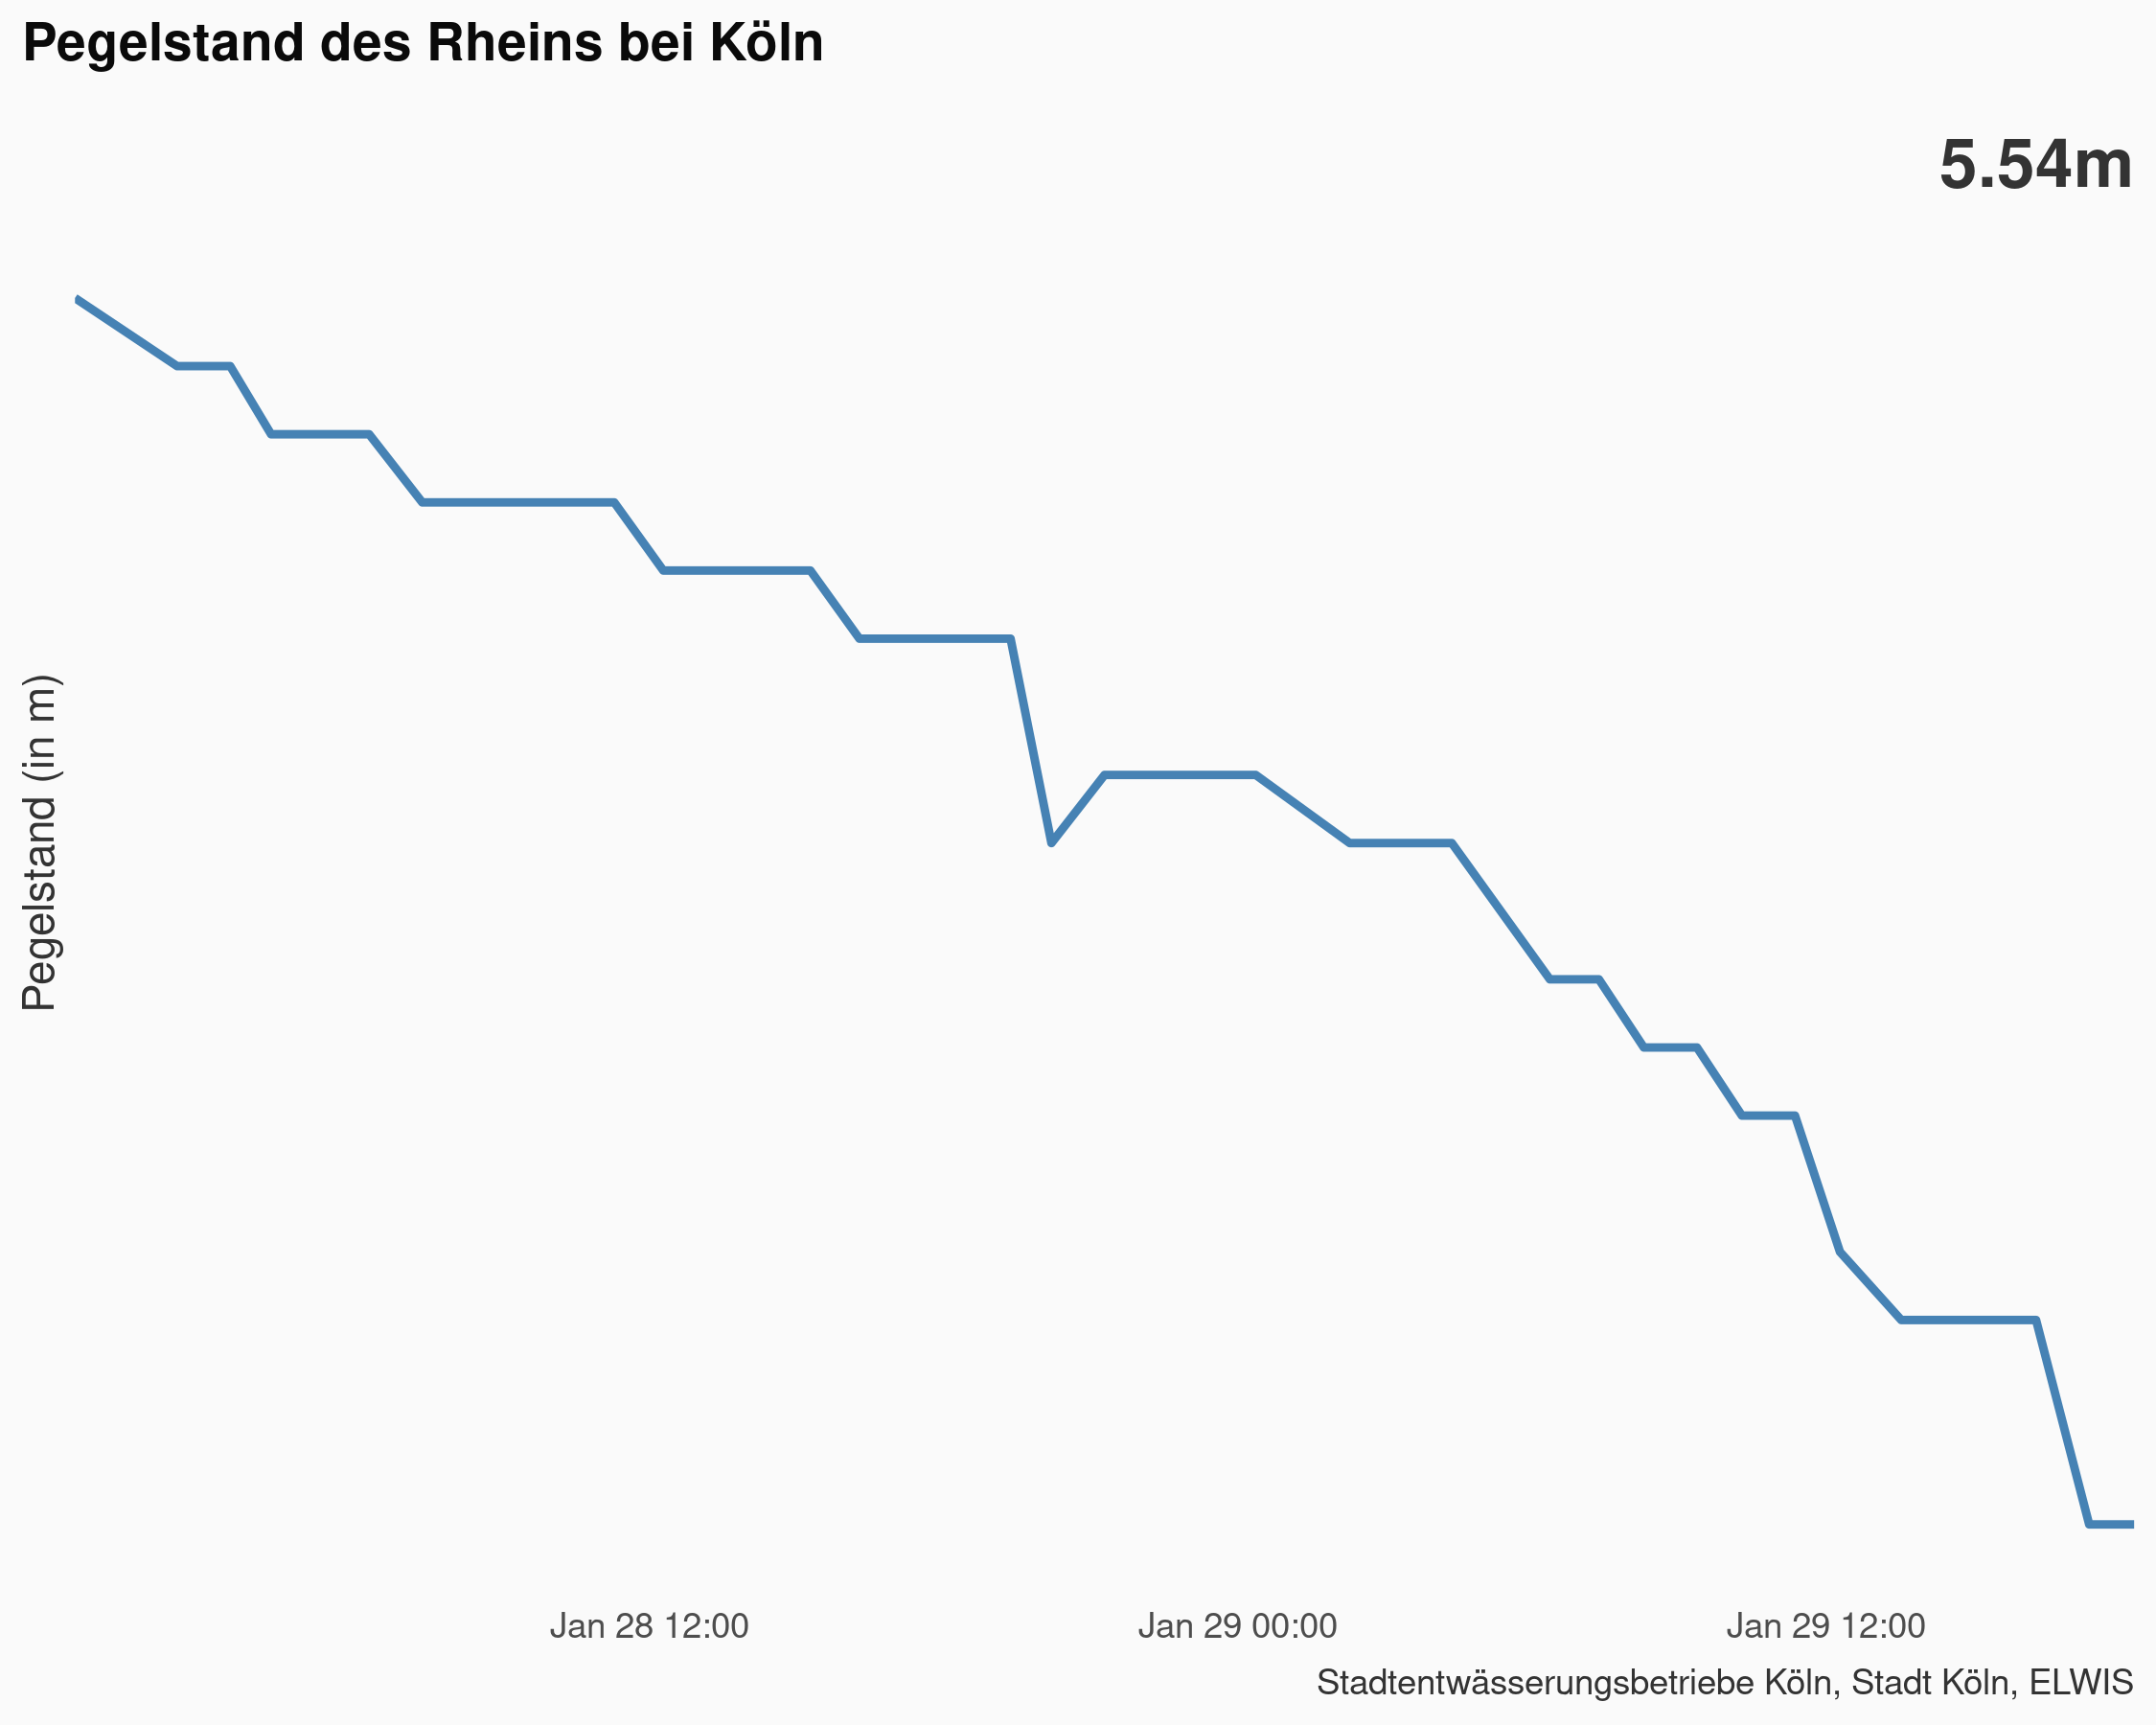 Pegelstand des Rheins bei Köln
5.54m
Pegelstand (in m)
Jan 28 12:00
Jan 29 00:00
Jan 29 12:00
Stadtentwässerungsbetriebe Köln, Stadt Köln, ELWIS